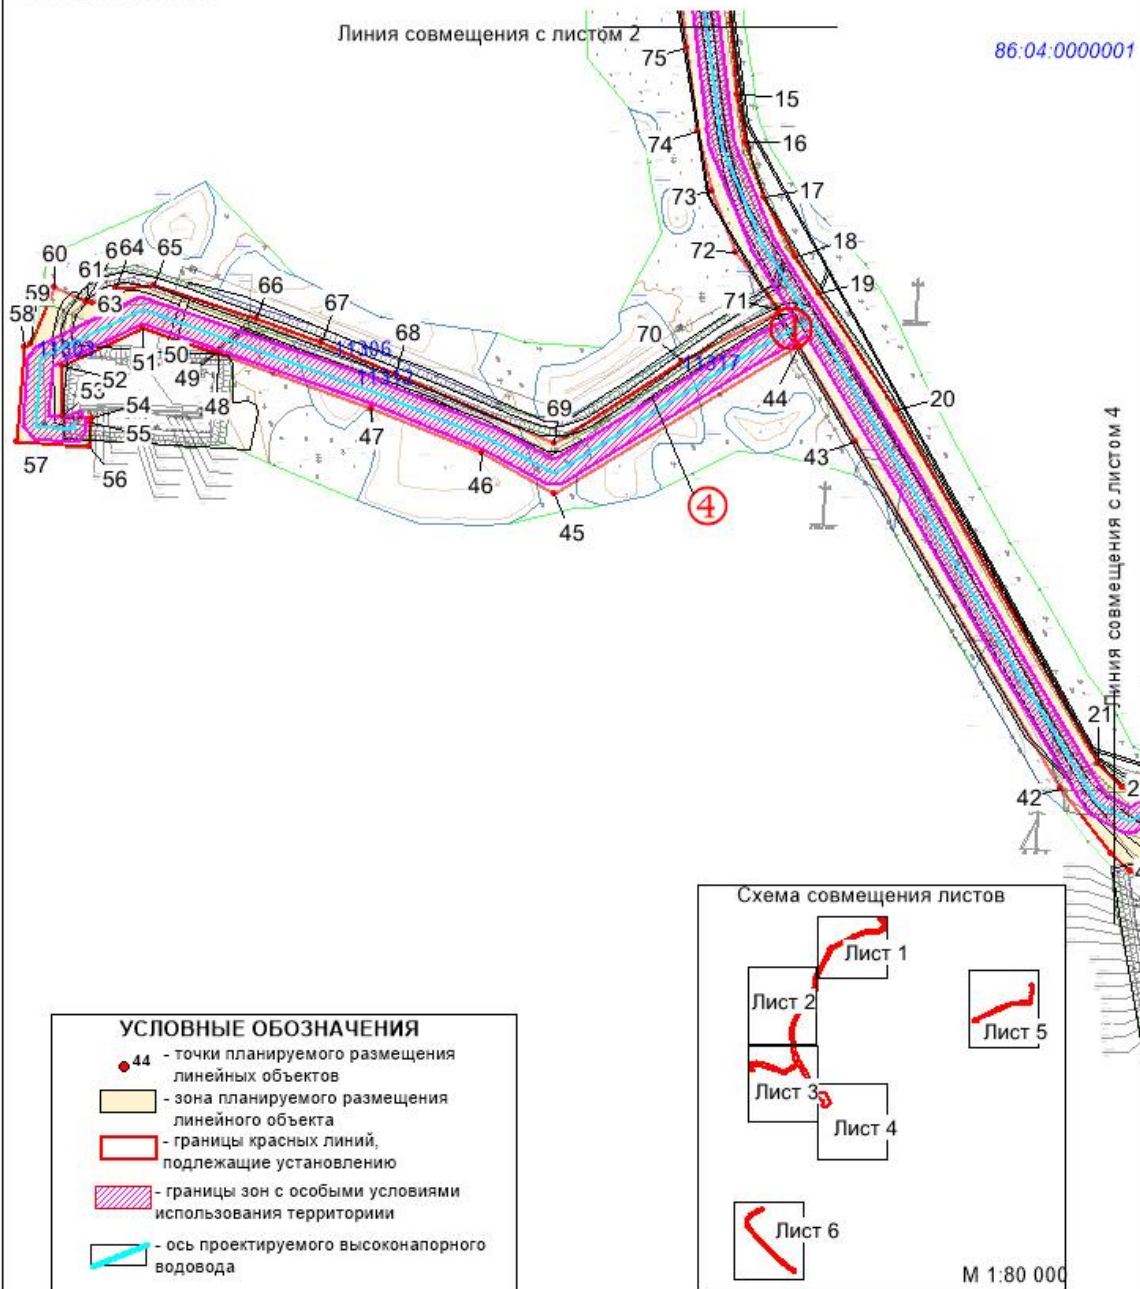 Линия совмещения с листом 2
86:04:0000001
75
15
74
16
73
17
72
18
60
61
64
65
19
59
63
66
71
58
67
11303
51
50
11306
68
70
11317
52
49
44
53
54
48
69
20
55
47
43
57
56
46
4
45
Линия совмещения с листом 4
21
42
Схема совмещения листов
Лист 1
Лист 2
Лист 5
Лист 3
Лист 4
Лист 6
М 1:80 000
УСЛОВНЫЕ ОБОЗНАЧЕНИЯ
44 - точки планируемого размещения
линейных объектов
- зона планируемого размещения
линейного объекта
- границы красных линий,
подлежащие установлению
- границы зон с особыми условиями
использования территориии
- ось проектируемого высоконапорного
водовода